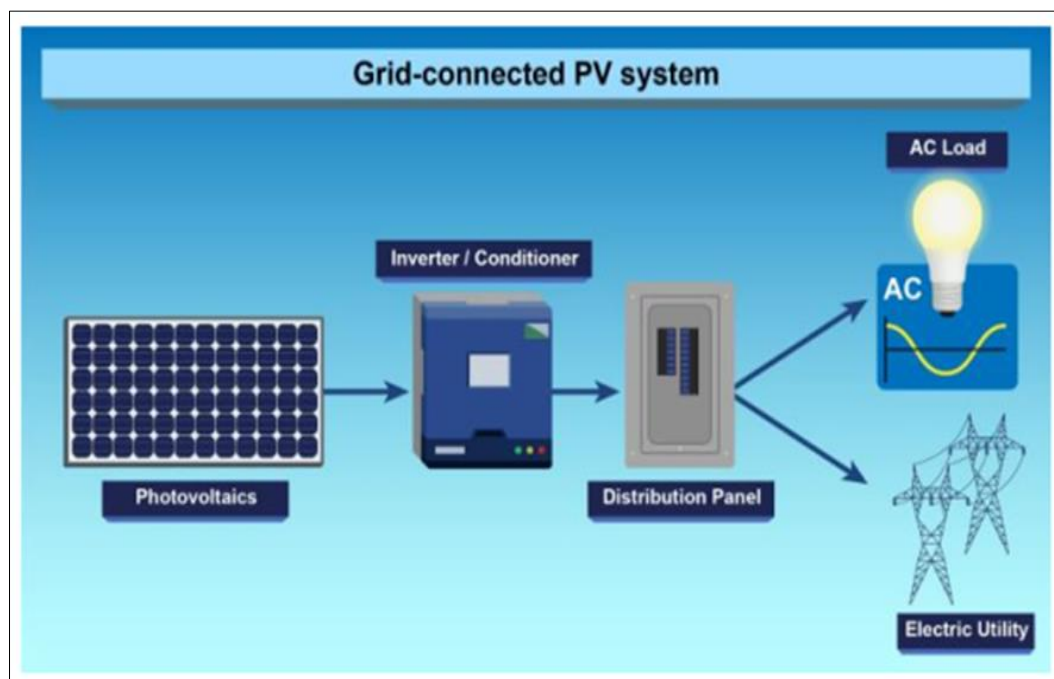 Grid-connected PV system
AC Load
Inverter / Conditioner
AC
Photovoltaics
Distribution Panel
Electric Utility